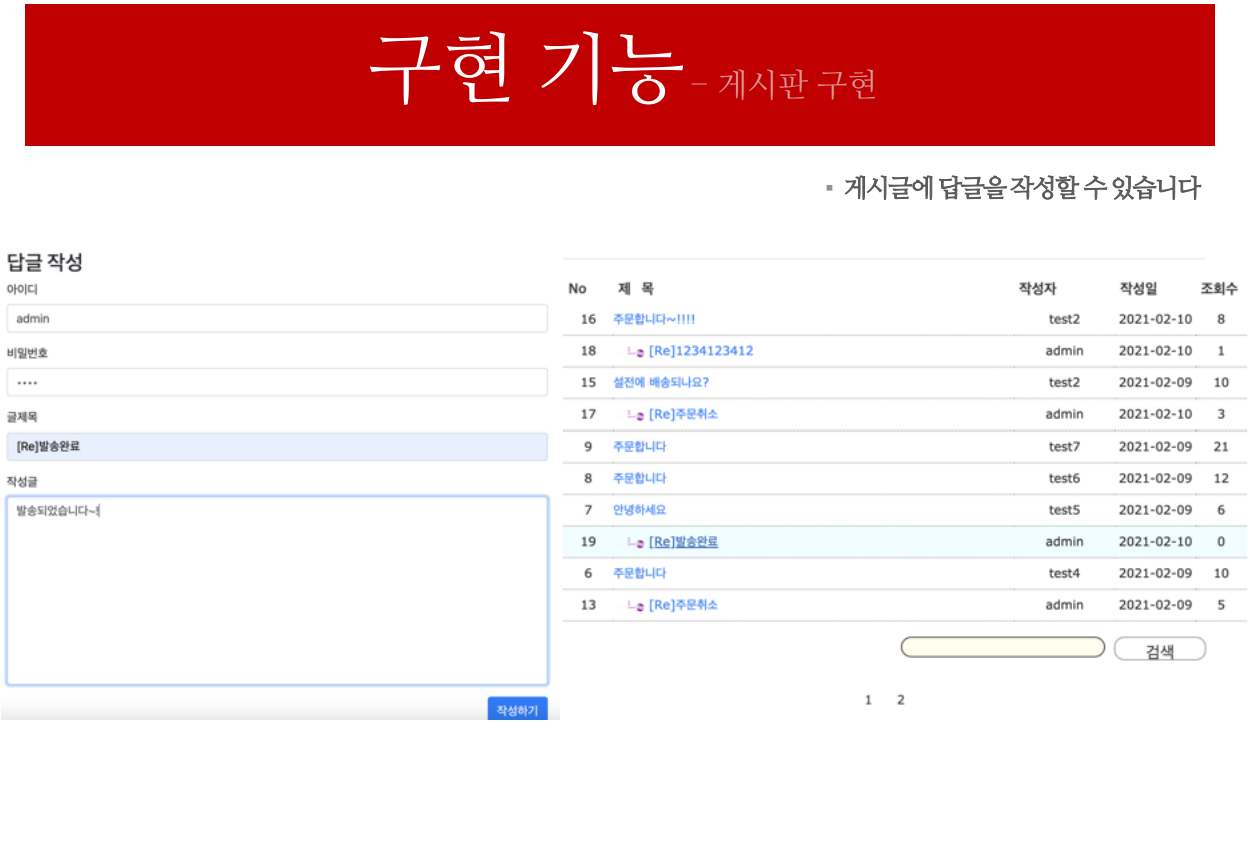 구현 기능 – 게시판 구현
▪ 게시글에 답글을 작성할 수 있습니다
답글 작성
아이디
admin
비밀번호
••••
글제목
[Re]발송완료
작성글
발송되었습니다~!
작성하기
No 제 목 작성자 작성일 조회수
16 주문합니다~!!!! test2 2021-02-10 8
18 [Re]1234123412 admin 2021-02-10 1
15 설전에 배송되나요? test2 2021-02-09 10
17 [Re]주문취소 admin 2021-02-10 3
9 주문합니다 test7 2021-02-09 21
8 주문합니다 test6 2021-02-09 12
7 안녕하세요 test5 2021-02-09 6
19 [Re]발송완료 admin 2021-02-10 0
6 주문합니다 test4 2021-02-09 10
13 [Re]주문취소 admin 2021-02-09 5
검색
1 2